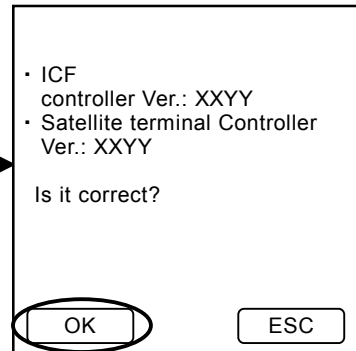 ・ICF
controller Ver.: XXYY
・Satellite terminal Controller
Ver.: XXYY
Is it correct?
OK ESC